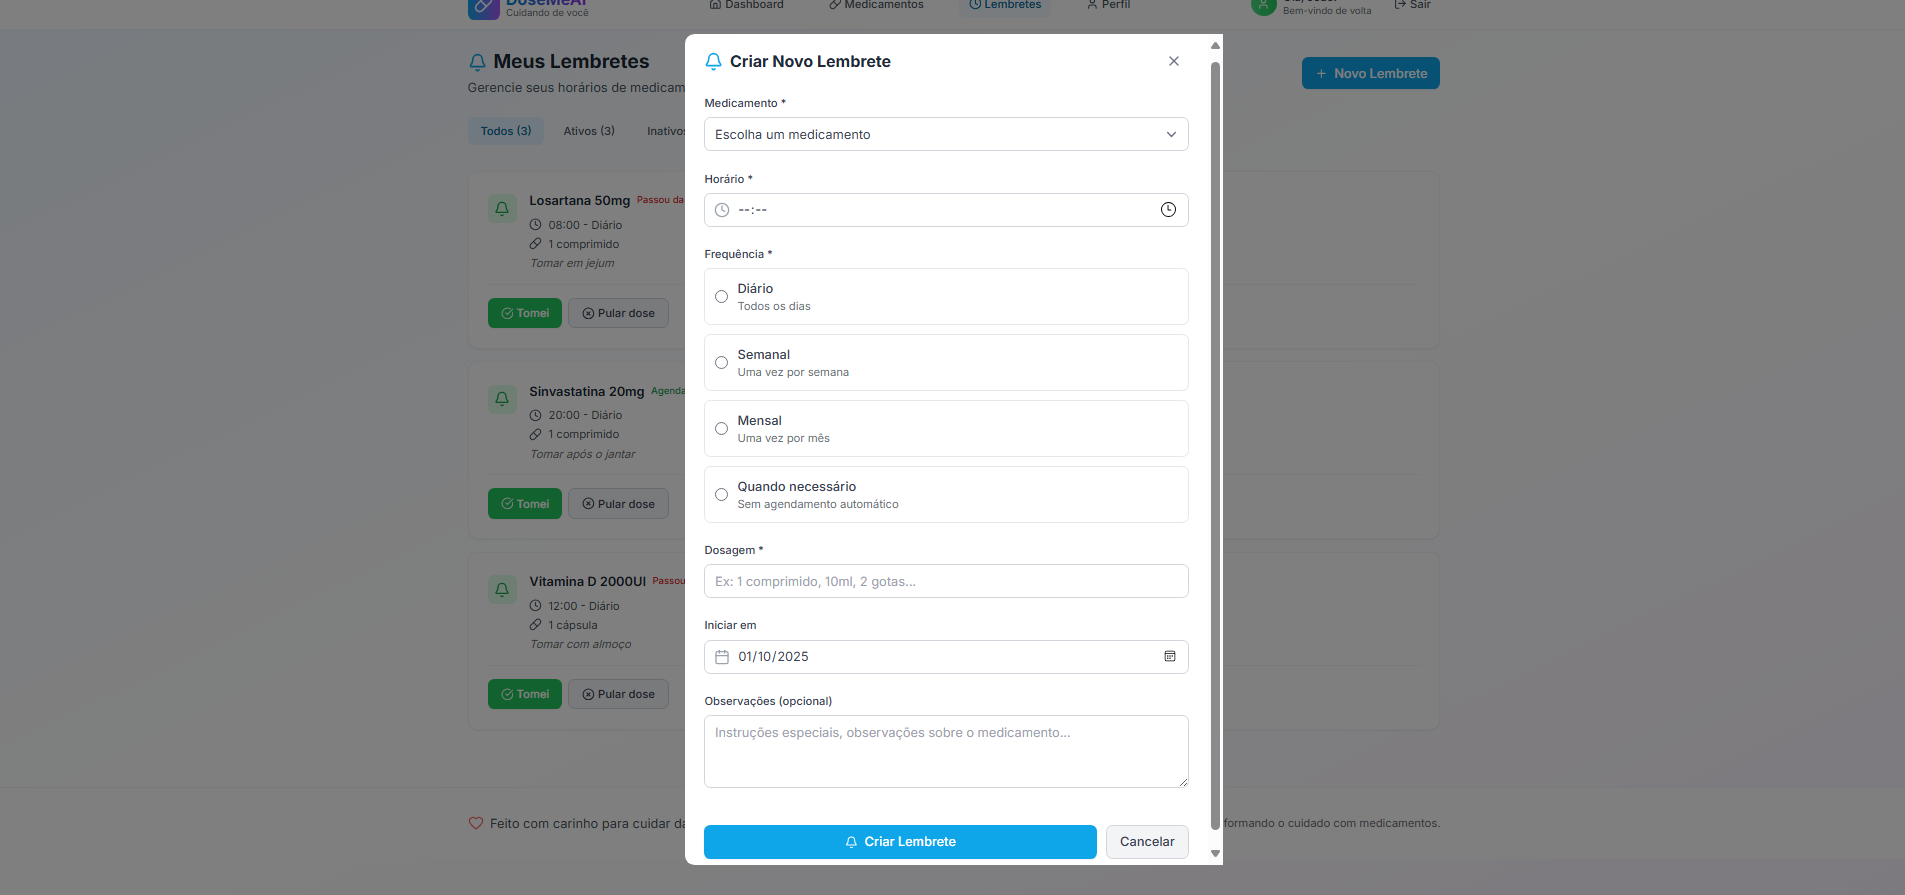 DoseMeAI
Cuidando de você
Dashboard
Medicamentos
Lembretes
Perfil
Bem-vindo de volta
Sair
Meus Lembretes
Gerencie seus horários de
Novo Lembrete
Todos (3)
Ativos (3)
Losartana 50mg
Passou
08:00 - Diário
1 comprimido
Tomar em jejum
Tomei
Pular dose
Sinvastatina 20mg
20:00 - Diário
1 comprimido
Tomar após o jantar
Tomei
Pular dose
Vitamina D 2000UI
Passou
12:00 - Diário
1 cápsula
Tomar com almoço
Tomei
Pular dose
Feito com carinho para cuidar
o cuidado com medicamentos.
Criar Novo Lembrete
Medicamento *
Escolha um medicamento
Horário *
--:--
Frequência *
Diário
Todos os dias
Semanal
Uma vez por semana
Mensal
Uma vez por mês
Quando necessário
Sem agendamento automático
Dosagem *
Ex: 1 comprimido, 10ml, 2 gotas...
Iniciar em
01/10/2025
Observações (opcional)
Instruções especiais, observações sobre o medicamento...
Criar Lembrete
Cancelar